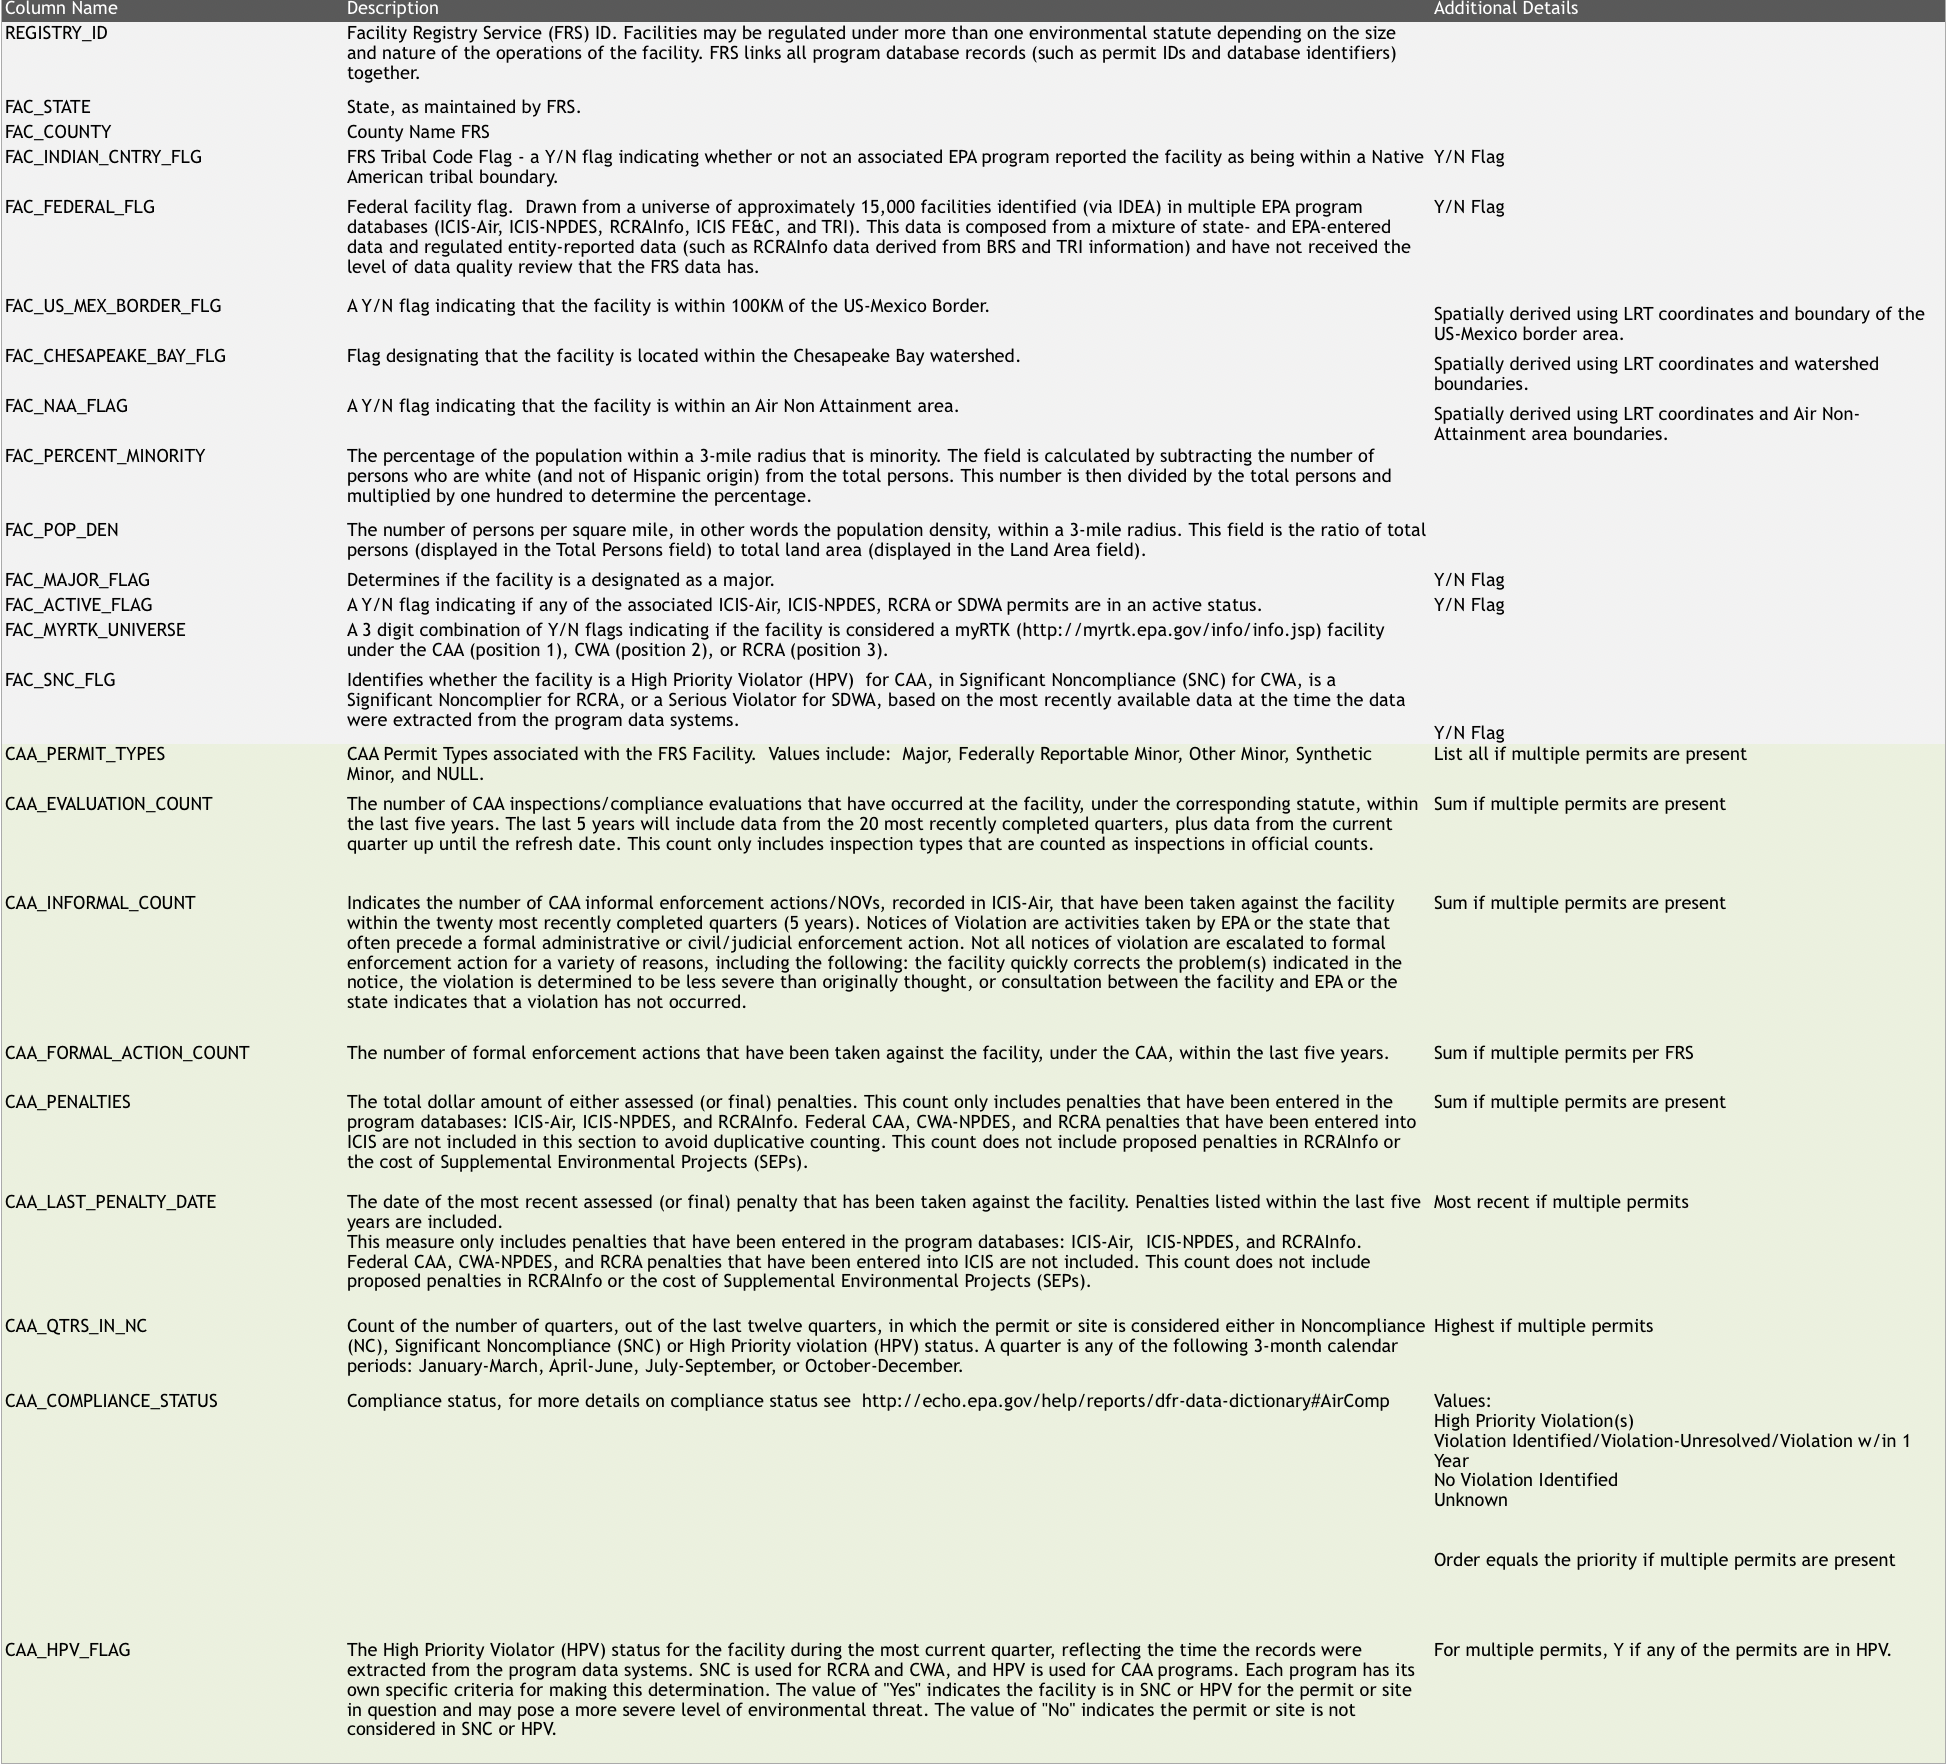 Column Name Description Additional Details
REGISTRY_ID Facility Registry Service (FRS) ID. Facilities may be regulated under more than one environmental statute depending on the size
and nature of the operations of the facility. FRS links all program database records (such as permit IDs and database identifiers)
together.
FAC_STATE State, as maintained by FRS.
FAC_COUNTY County Name FRS
FAC_INDIAN_CNTRY_FLG FRS Tribal Code Flag - a Y/N flag indicating whether or not an associated EPA program reported the facility as being within a Native Y/N Flag
American tribal boundary.
FAC_FEDERAL_FLG Federal facility flag.  Drawn from a universe of approximately 15,000 facilities identified (via IDEA) in multiple EPA program Y/N Flag
databases (ICIS-Air, ICIS-NPDES, RCRAInfo, ICIS FE&C, and TRI). This data is composed from a mixture of state- and EPA-entered
data and regulated entity-reported data (such as RCRAInfo data derived from BRS and TRI information) and have not received the
level of data quality review that the FRS data has.
FAC_US_MEX_BORDER_FLG A Y/N flag indicating that the facility is within 100KM of the US-Mexico Border.
Spatially derived using LRT coordinates and boundary of the
US-Mexico border area.
FAC_CHESAPEAKE_BAY_FLG Flag designating that the facility is located within the Chesapeake Bay watershed.
Spatially derived using LRT coordinates and watershed
boundaries.
FAC_NAA_FLAG A Y/N flag indicating that the facility is within an Air Non Attainment area.
Spatially derived using LRT coordinates and Air Non-
Attainment area boundaries.
FAC_PERCENT_MINORITY The percentage of the population within a 3-mile radius that is minority. The field is calculated by subtracting the number of
persons who are white (and not of Hispanic origin) from the total persons. This number is then divided by the total persons and
multiplied by one hundred to determine the percentage.
FAC_POP_DEN The number of persons per square mile, in other words the population density, within a 3-mile radius. This field is the ratio of total
persons (displayed in the Total Persons field) to total land area (displayed in the Land Area field).
FAC_MAJOR_FLAG Determines if the facility is a designated as a major. Y/N Flag
FAC_ACTIVE_FLAG A Y/N flag indicating if any of the associated ICIS-Air, ICIS-NPDES, RCRA or SDWA permits are in an active status. Y/N Flag
FAC_MYRTK_UNIVERSE A 3 digit combination of Y/N flags indicating if the facility is considered a myRTK (http://myrtk.epa.gov/info/info.jsp) facility
under the CAA (position 1), CWA (position 2), or RCRA (position 3).
FAC_SNC_FLG Identifies whether the facility is a High Priority Violator (HPV)  for CAA, in Significant Noncompliance (SNC) for CWA, is a
Significant Noncomplier for RCRA, or a Serious Violator for SDWA, based on the most recently available data at the time the data
were extracted from the program data systems.
Y/N Flag
CAA_PERMIT_TYPES CAA Permit Types associated with the FRS Facility.  Values include:  Major, Federally Reportable Minor, Other Minor, Synthetic List all if multiple permits are present
Minor, and NULL.
CAA_EVALUATION_COUNT The number of CAA inspections/compliance evaluations that have occurred at the facility, under the corresponding statute, within Sum if multiple permits are present
the last five years. The last 5 years will include data from the 20 most recently completed quarters, plus data from the current
quarter up until the refresh date. This count only includes inspection types that are counted as inspections in official counts.
CAA_INFORMAL_COUNT Indicates the number of CAA informal enforcement actions/NOVs, recorded in ICIS-Air, that have been taken against the facility Sum if multiple permits are present
within the twenty most recently completed quarters (5 years). Notices of Violation are activities taken by EPA or the state that
often precede a formal administrative or civil/judicial enforcement action. Not all notices of violation are escalated to formal
enforcement action for a variety of reasons, including the following: the facility quickly corrects the problem(s) indicated in the
notice, the violation is determined to be less severe than originally thought, or consultation between the facility and EPA or the
state indicates that a violation has not occurred.
CAA_FORMAL_ACTION_COUNT The number of formal enforcement actions that have been taken against the facility, under the CAA, within the last five years. Sum if multiple permits per FRS
CAA_PENALTIES The total dollar amount of either assessed (or final) penalties. This count only includes penalties that have been entered in the Sum if multiple permits are present
program databases: ICIS-Air, ICIS-NPDES, and RCRAInfo. Federal CAA, CWA-NPDES, and RCRA penalties that have been entered into
ICIS are not included in this section to avoid duplicative counting. This count does not include proposed penalties in RCRAInfo or
the cost of Supplemental Environmental Projects (SEPs).
CAA_LAST_PENALTY_DATE The date of the most recent assessed (or final) penalty that has been taken against the facility. Penalties listed within the last five Most recent if multiple permits
years are included.
This measure only includes penalties that have been entered in the program databases: ICIS-Air,  ICIS-NPDES, and RCRAInfo.
Federal CAA, CWA-NPDES, and RCRA penalties that have been entered into ICIS are not included. This count does not include
proposed penalties in RCRAInfo or the cost of Supplemental Environmental Projects (SEPs).
CAA_QTRS_IN_NC Count of the number of quarters, out of the last twelve quarters, in which the permit or site is considered either in Noncompliance Highest if multiple permits
(NC), Significant Noncompliance (SNC) or High Priority violation (HPV) status. A quarter is any of the following 3-month calendar
periods: January-March, April-June, July-September, or October-December.
CAA_COMPLIANCE_STATUS Compliance status, for more details on compliance status see  http://echo.epa.gov/help/reports/dfr-data-dictionary#AirComp Values:
High Priority Violation(s)
Violation Identified/Violation-Unresolved/Violation w/in 1
Year
No Violation Identified
Unknown
Order equals the priority if multiple permits are present
CAA_HPV_FLAG The High Priority Violator (HPV) status for the facility during the most current quarter, reflecting the time the records were For multiple permits, Y if any of the permits are in HPV.
extracted from the program data systems. SNC is used for RCRA and CWA, and HPV is used for CAA programs. Each program has its
own specific criteria for making this determination. The value of "Yes" indicates the facility is in SNC or HPV for the permit or site
in question and may pose a more severe level of environmental threat. The value of "No" indicates the permit or site is not
considered in SNC or HPV.